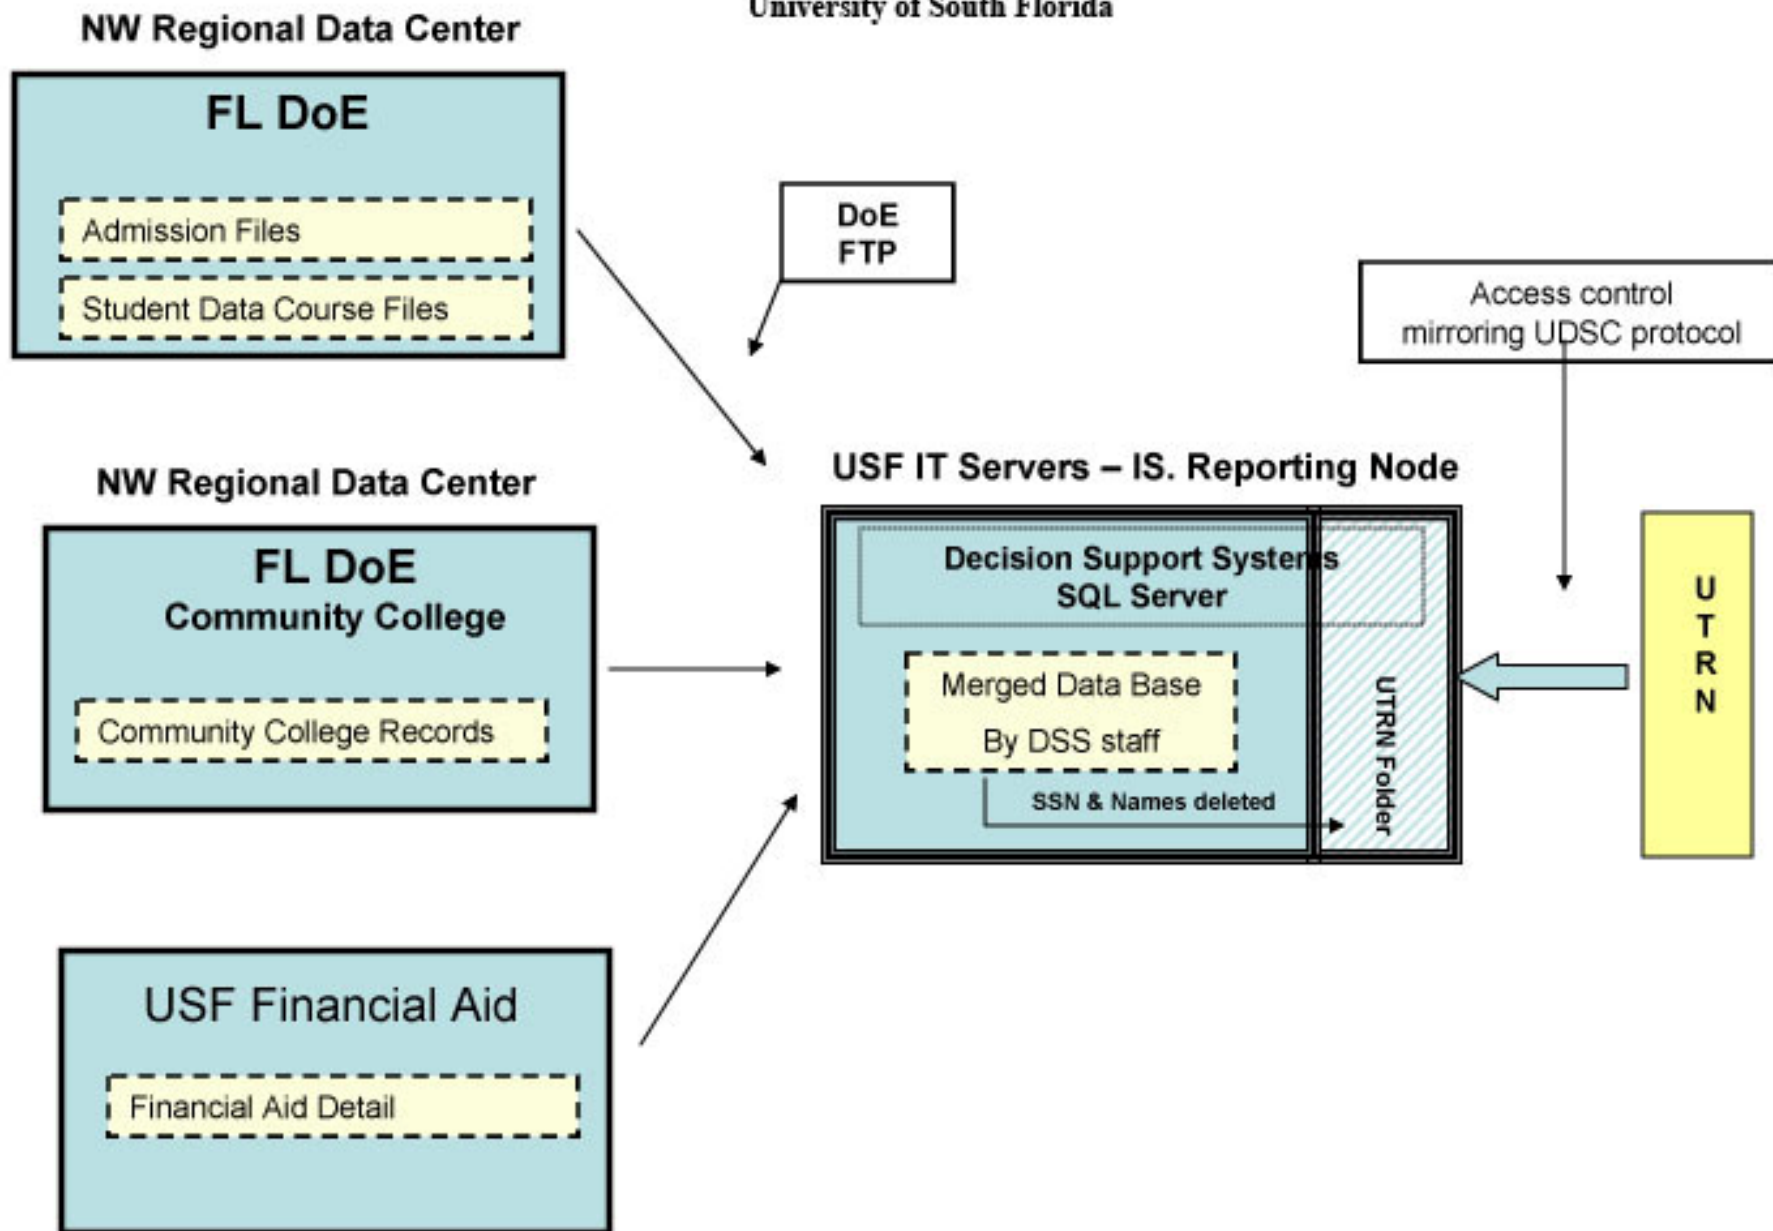 University of South Florida
NW Regional Data Center
FL DoE
Admission Files
Student Data Course Files
DoE
FTP
Access control
mirroring UDSC protocol
NW Regional Data Center
FL DoE
Community College
Community College Records
USF IT Servers – IS. Reporting Node
Decision Support Systems
SQL Server
Merged Data Base
By DSS staff
SSN & Names deleted
UTRN Folder
U
T
R
N
USF Financial Aid
Financial Aid Detail